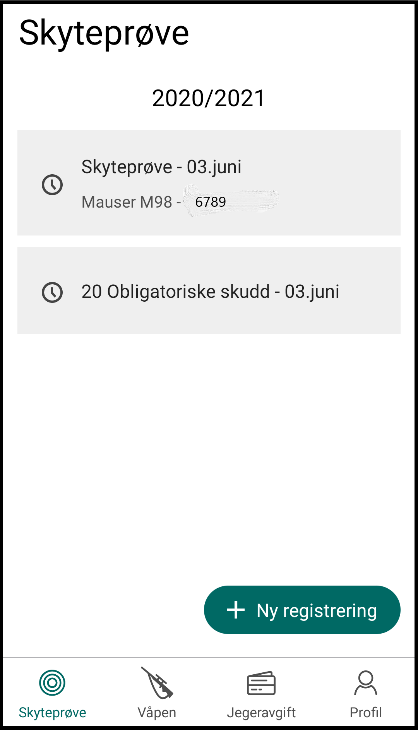 Skyteprøve
2020/2021
Skyteprøve - 03.juni
Mauser M98 - 6789
20 Obligatoriske skudd - 03.juni
+ Ny registrering
Skyteprøve Våpen Jegeravgift Profil